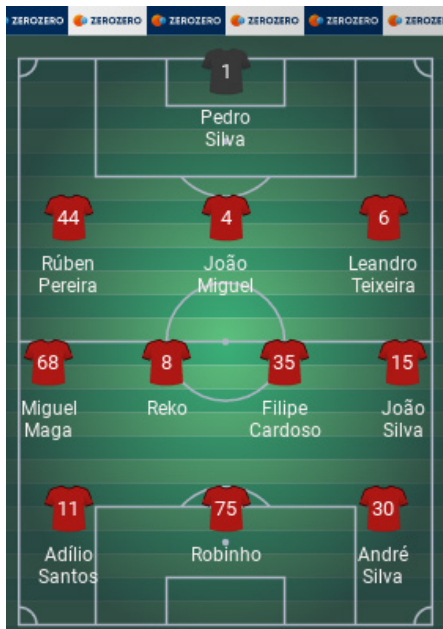 ZEROZERO ZEROZERO ZEROZERO ZEROZERO ZEROZERO ZEROZE
1
Pedro
Silva
44 4 6
Rúben João Leandro
Pereira Miguel Teixeira
68 8 35 15
Miguel Reko Filipe João
Maga Cardoso Silva
11 75 30
Adílio Robinho André
Santos Silva